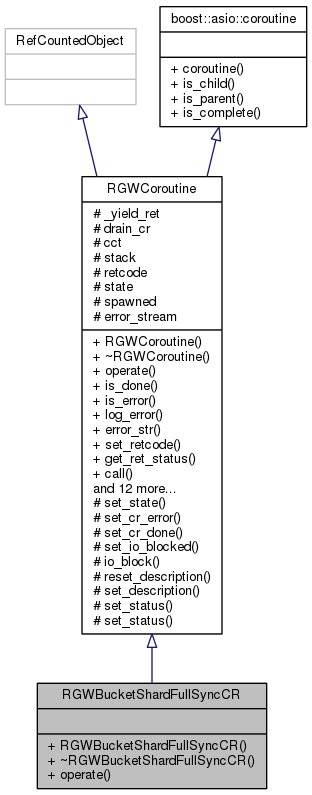 RefCountedObject
boost::asio::coroutine
+ coroutine()
+ is_child()
+ is_parent()
+ is_complete()
RGWCoroutine
# _yield_ret
# drain_cr
# cct
# stack
# retcode
# state
# spawned
# error_stream
+ RGWCoroutine()
+ ~RGWCoroutine()
+ operate()
+ is_done()
+ is_error()
+ log_error()
+ error_str()
+ set_retcode()
+ get_ret_status()
+ call()
and 12 more...
# set_state()
# set_cr_error()
# set_cr_done()
# set_io_blocked()
# io_block()
# reset_description()
# set_description()
# set_status()
# set_status()
RGWBucketShardFullSyncCR
+ RGWBucketShardFullSyncCR()
+ ~RGWBucketShardFullSyncCR()
+ operate()